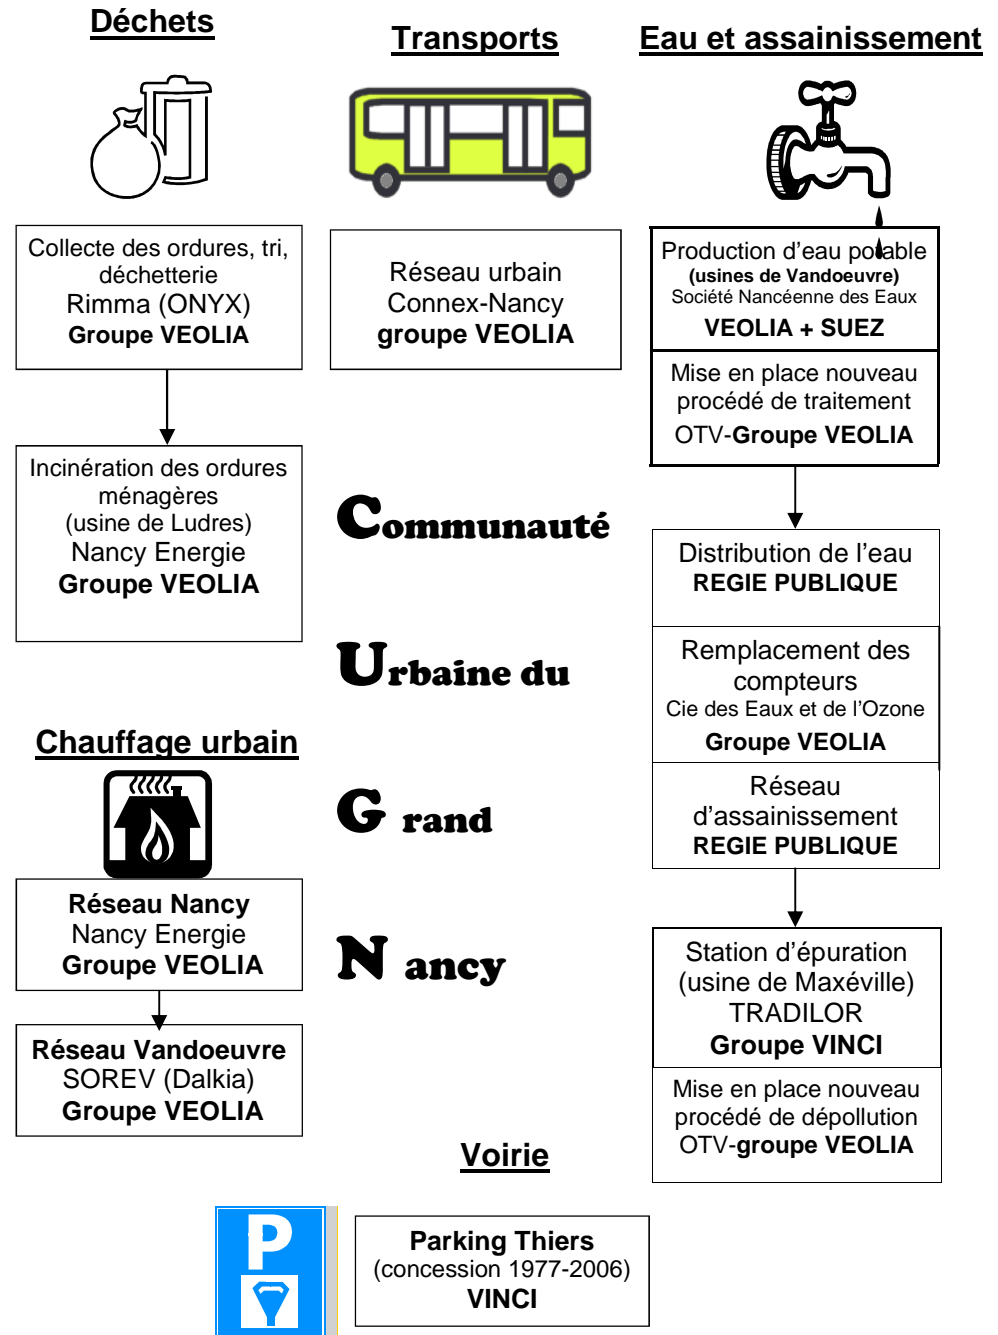 Déchets
Transports
Eau et assainissement
Collecte des ordures, tri,
déchetterie
Rimma (ONYX)
Groupe VEOLIA
Incinération des ordures
ménagères
(usine de Ludres)
Nancy Energie
Groupe VEOLIA
Réseau urbain
Connex-Nancy
groupe VEOLIA
Production d'eau potable
(usines de Vandoeuvre)
Société Nancéenne des Eaux
VEOLIA + SUEZ
Mise en place nouveau
procédé de traitement
OTV-Groupe VEOLIA
Distribution de l'eau
REGIE PUBLIQUE
Remplacement des
compteurs
Cie des Eaux et de l'Ozone
Groupe VEOLIA
Réseau
d'assainissement
REGIE PUBLIQUE
Station d'épuration
(usine de Maxéville)
TRADILOR
Groupe VINCI
Mise en place nouveau
procédé de dépollution
OTV-groupe VEOLIA
Communauté
Urbaine du
G rand
N ancy
Chauffage urbain
Réseau Nancy
Nancy Energie
Groupe VEOLIA
Réseau Vandoeuvre
SOREV (Dalkia)
Groupe VEOLIA
Voirie
P
Parking Thiers
(concession 1977-2006)
VINCI